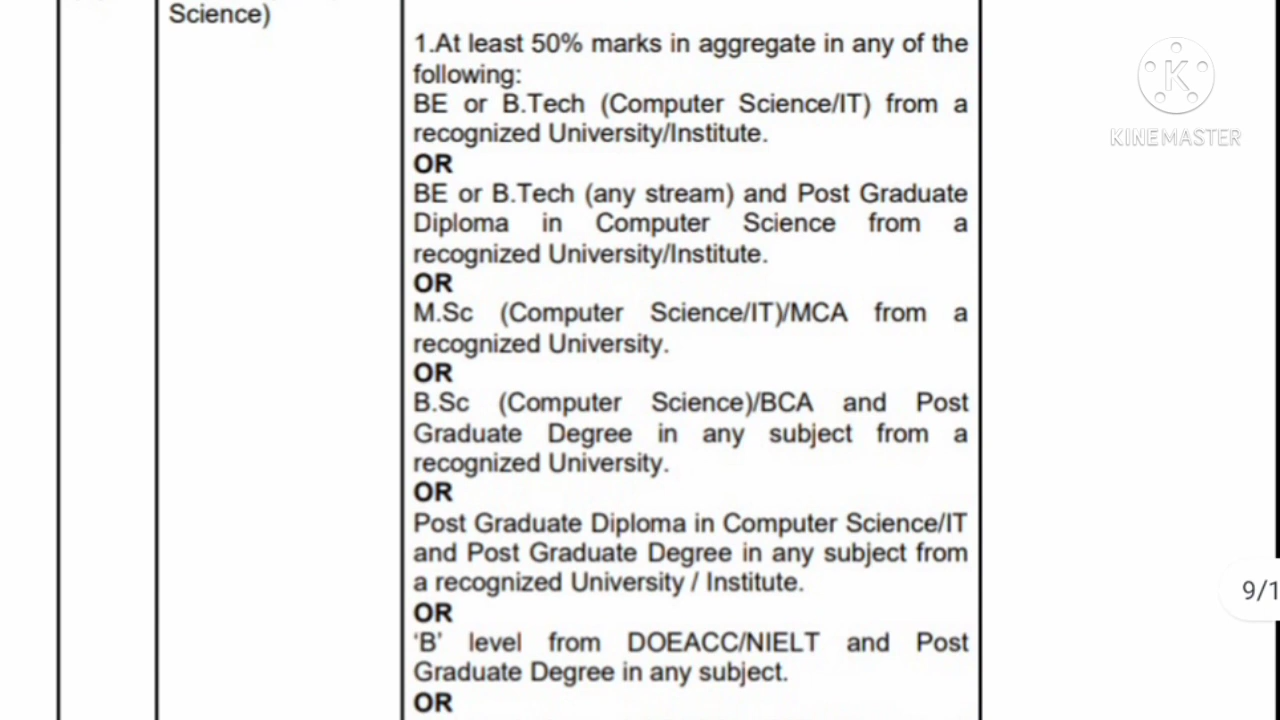 Science)
1.At least 50% marks in aggregate in any of the
following:
BE or B.Tech (Computer Science/IT) from a
recognized University/Institute.
OR
BE or B.Tech (any stream) and Post Graduate
Diploma in Computer Science from a
recognized University/Institute.
OR
M.Sc (Computer Science/IT)/MCA from a
recognized University.
OR
B.Sc (Computer Science)/BCA and Post
Graduate Degree in any subject from a
recognized University.
OR
Post Graduate Diploma in Computer Science/IT
and Post Graduate Degree in any subject from
a recognized University / Institute.
OR
‘B’ level from DOEACC/NIELT and Post
Graduate Degree in any subject.
OR
K
KINEMASTER
9/1